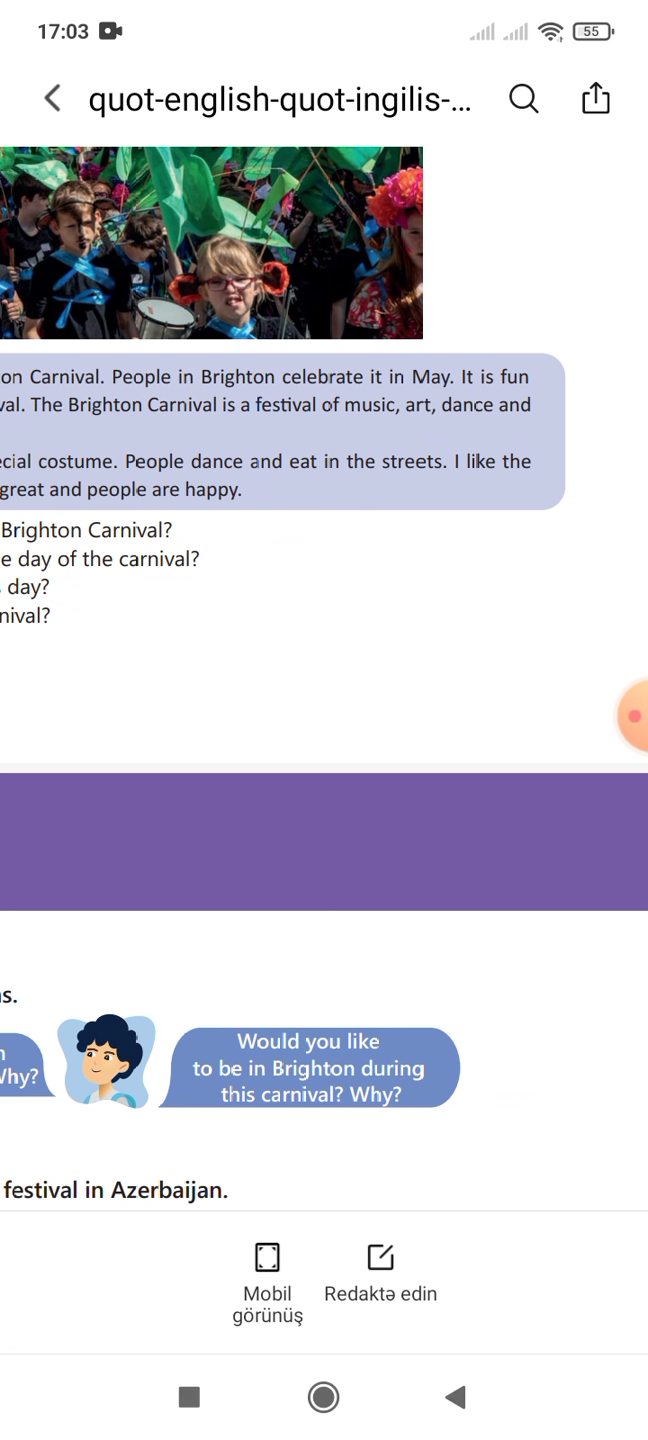 17:03
55
quot-english-quot-ingilis-...
on Carnival. People in Brighton celebrate it in May. It is fun
val. The Brighton Carnival is a festival of music, art, dance and
ecial costume. People dance and eat in the streets. I like the
great and people are happy.
Brighton Carnival?
e day of the carnival?
s day?
nival?
ns.
n
Why?
Would you like
to be in Brighton during
this carnival? Why?
festival in Azerbaijan.
Mobil
görünüş
Redaktə edin